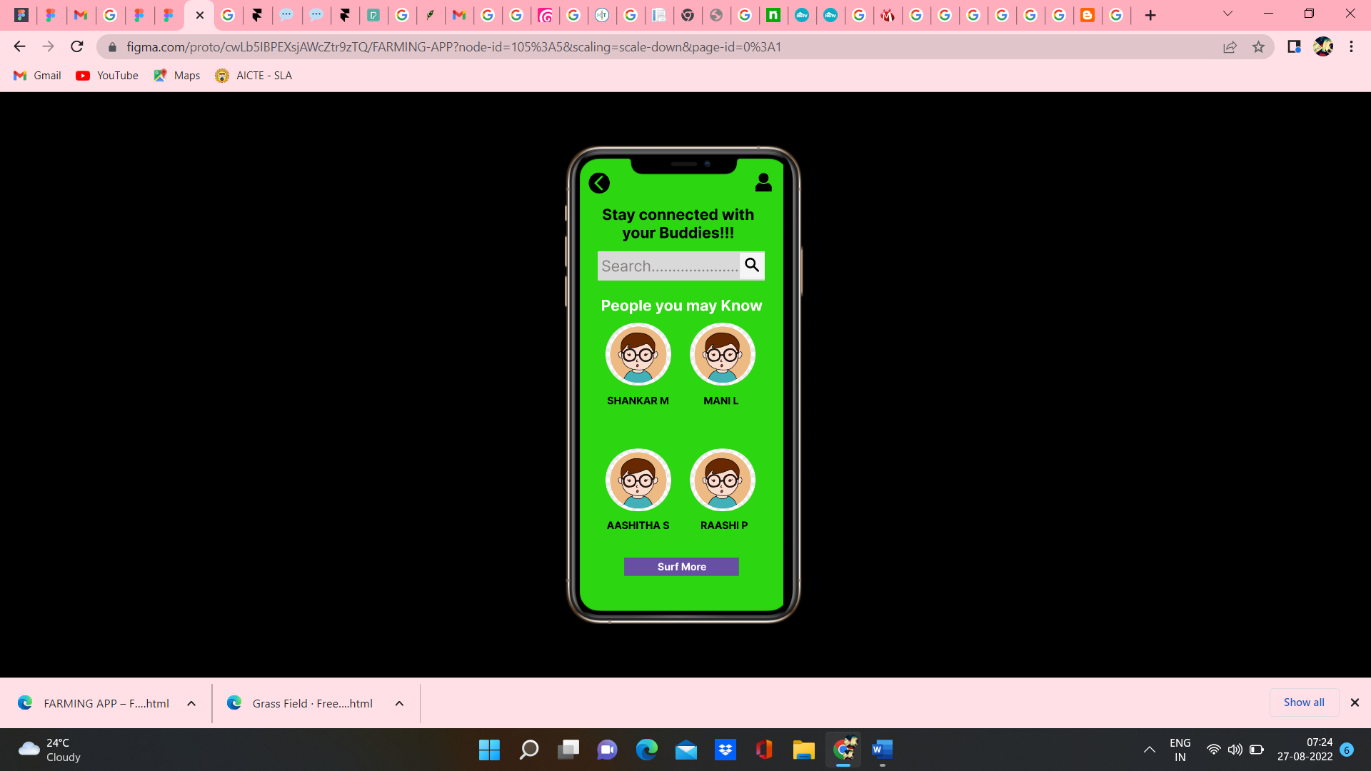 figma.com/proto/cwLb5IBPEXsjAWcZtr9zTQ/FARMING-APP?node-id=105%3A5&scaling=scale-down&page-id=0%3A1
Gmail YouTube Maps AICTE - SLA
Stay connected with
your Buddies!!!
Search.....................
People you may Know
SHANKAR M MANI L
AASHITHA S RAASHI P
Surf More
FARMING APP – F....html Grass Field · Free....html Show all
24°C
Cloudy
ENG
IN
07:24
27-08-2022
6